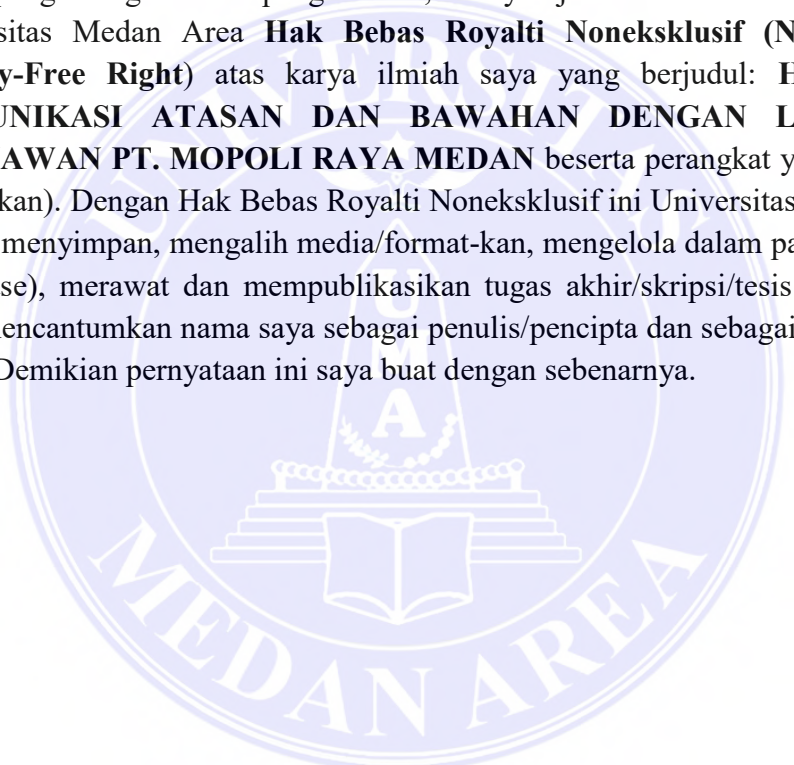 sitas Medan Area Hak Bebas Royalti Noneksklusif (N
y-Free Right) atas karya ilmiah saya yang berjudul: H
UNIKASI ATASAN DAN BAWAHAN DENGAN L
AWAN PT. MOPOLI RAYA MEDAN beserta perangkat y
kan). Dengan Hak Bebas Royalti Noneksklusif ini Universitas
menyimpan, mengalih media/format-kan, mengelola dalam pa
se), merawat dan mempublikasikan tugas akhir/skripsi/tesis
encantumkan nama saya sebagai penulis/pencipta dan sebagai
Demikian pernyataan ini saya buat dengan sebenarnya.
UNIVERSITAS
UMA
MEDAN AREA